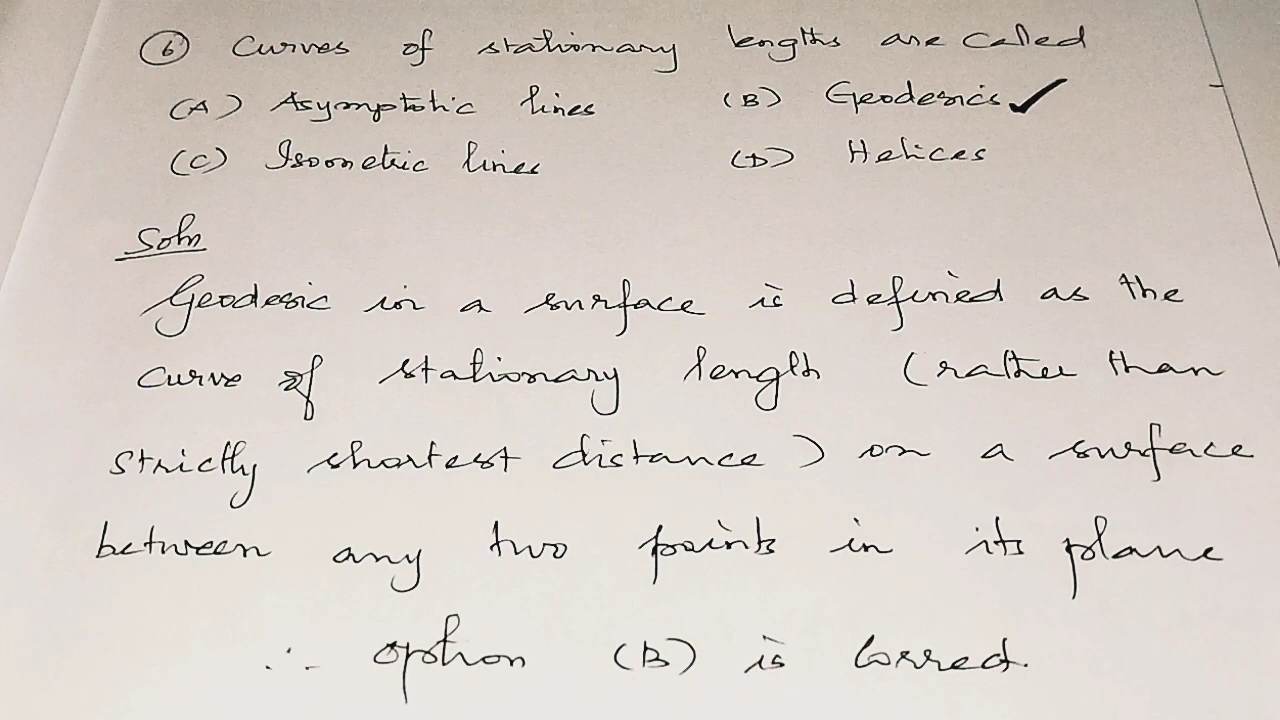 ⑥ Curves of stationary lengths are called
(A) Asymptotic lines (B) Geodesics ✓
(C) Isometric lines (D) Helices
Soln
Geodesic in a surface is defined as the
curve of stationary length (rather than
strictly shortest distance) on a surface
between any two points in its plane
∴ option (B) is correct.